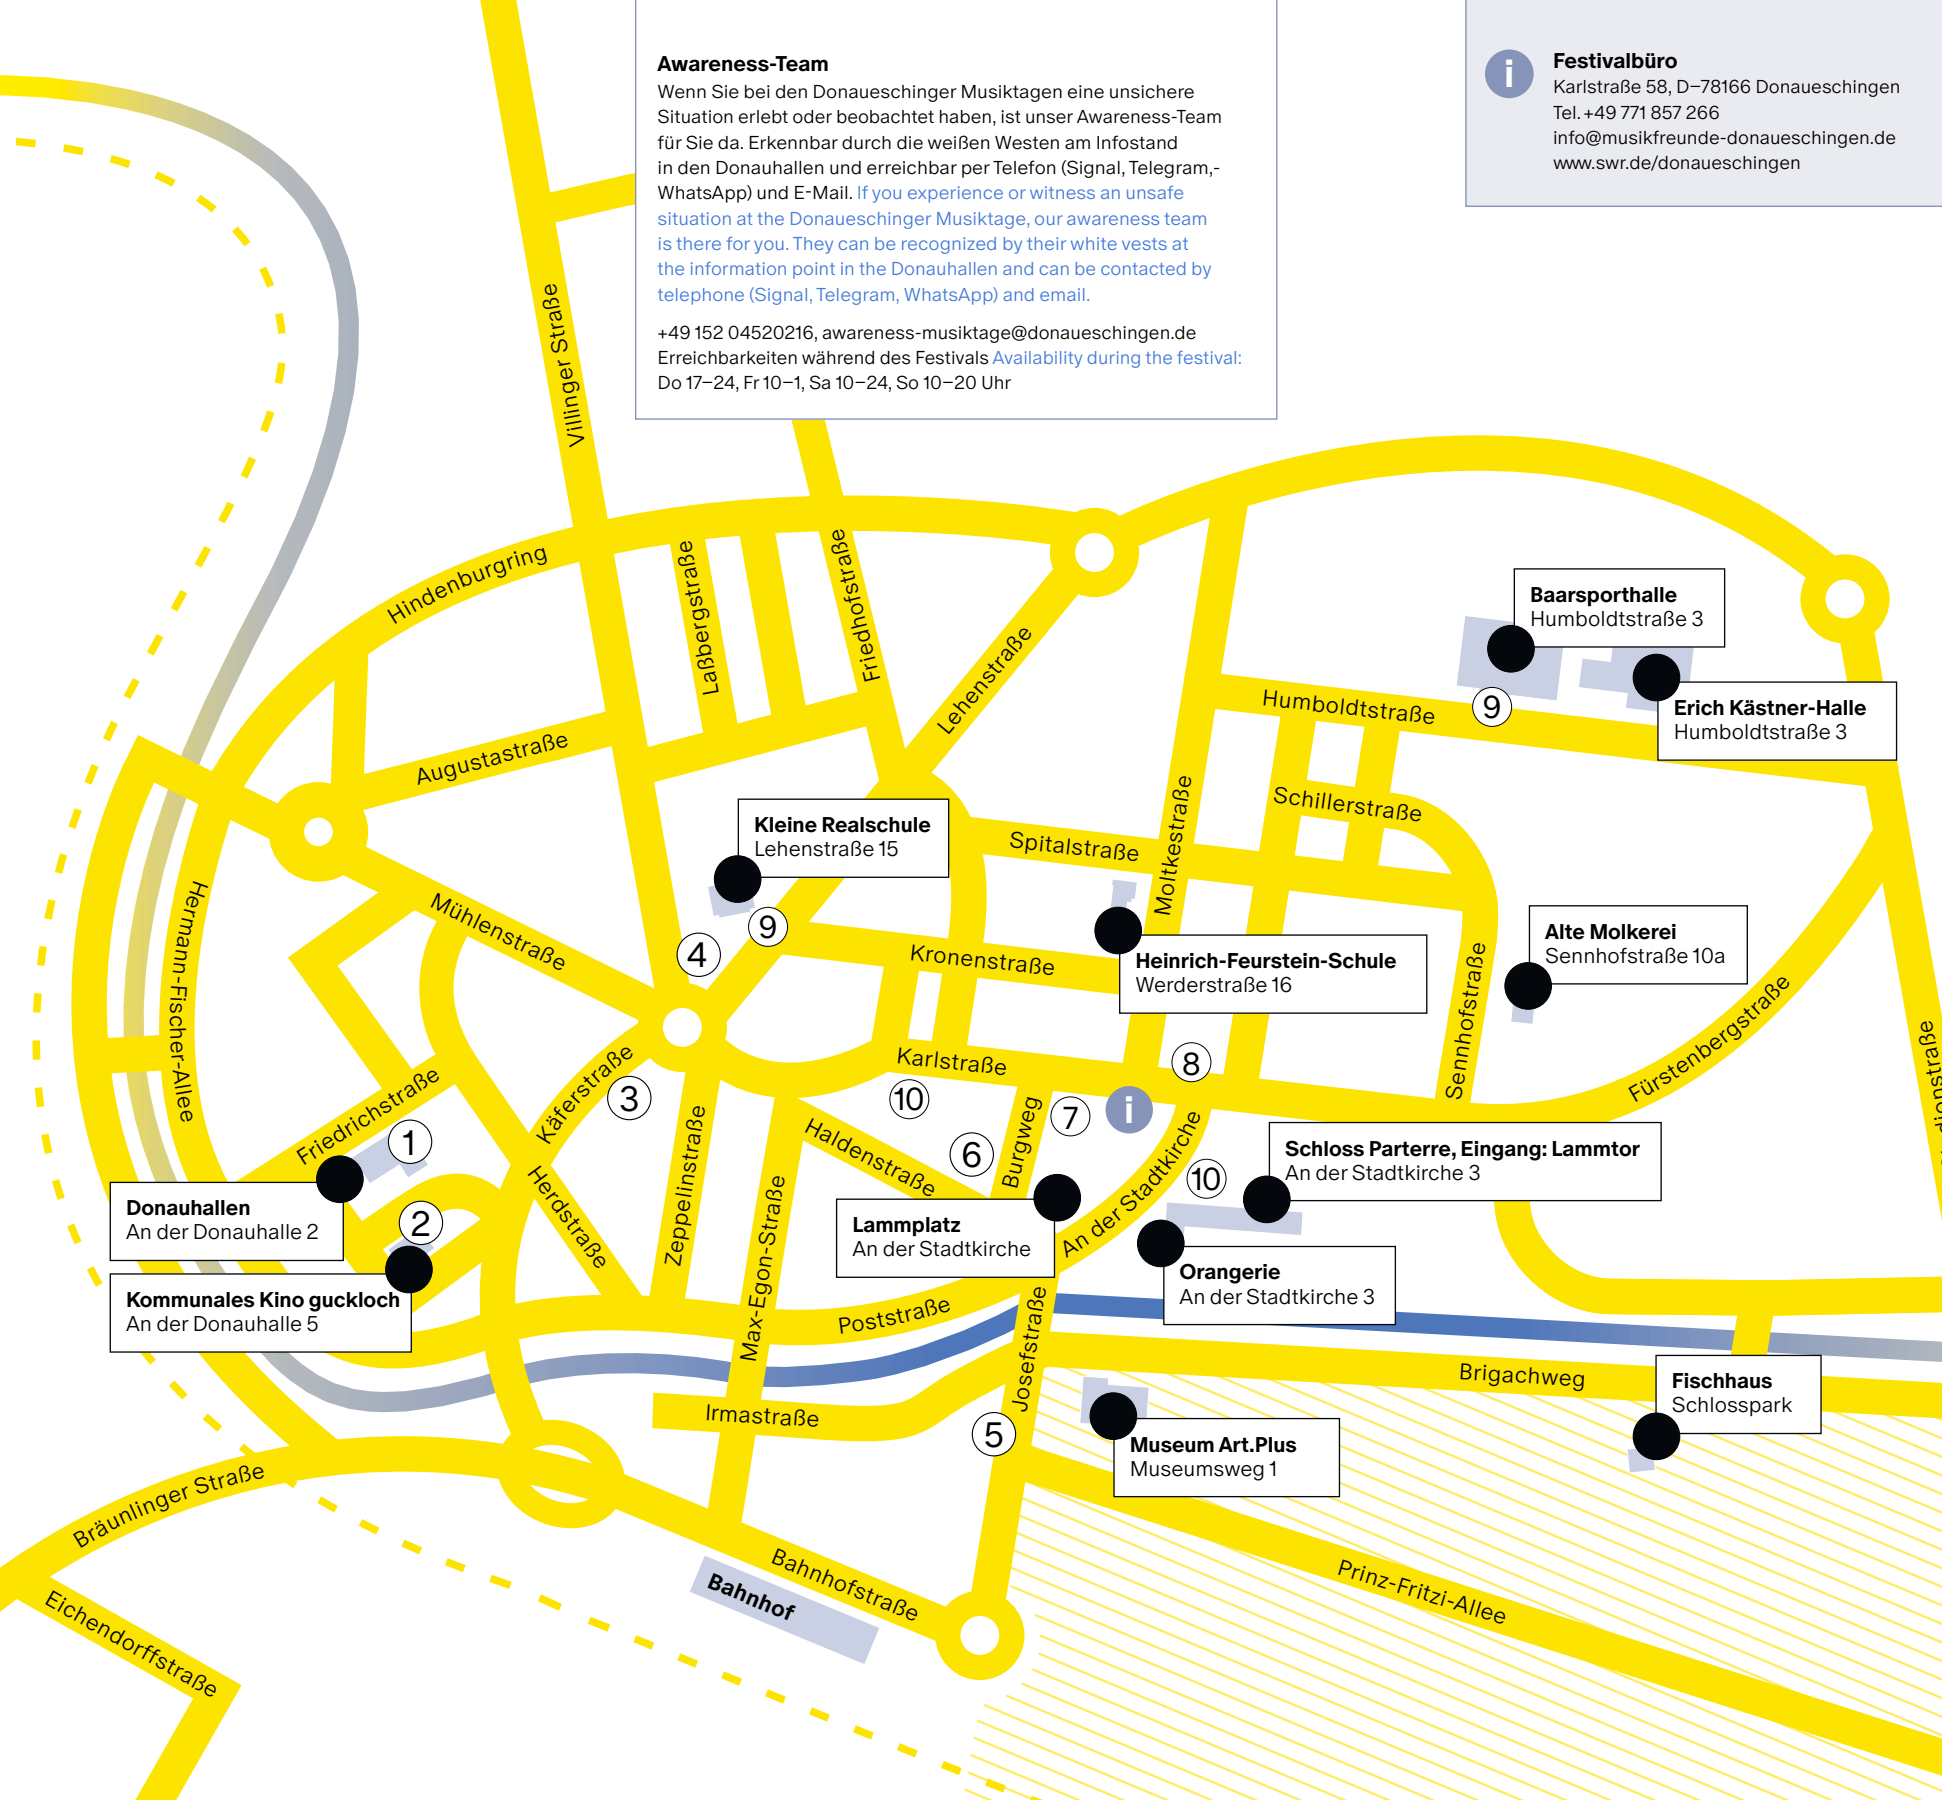 Awareness-Team
Wenn Sie bei den Donaueschinger Musiktagen eine unsichere
Situation erlebt oder beobachtet haben, ist unser Awareness-Team
für Sie da. Erkennbar durch die weißen Westen am Infostand
in den Donauhallen und erreichbar per Telefon (Signal, Telegram,-
WhatsApp) und E-Mail. If you experience or witness an unsafe
situation at the Donaueschinger Musiktage, our awareness team
is there for you. They can be recognized by their white vests at
the information point in the Donauhallen and can be contacted by
telephone (Signal, Telegram, WhatsApp) and email.
+49 152 04520216, awareness-musiktage@donaueschingen.de
Erreichbarkeiten während des Festivals Availability during the festival:
Do 17–24, Fr 10–1, Sa 10–24, So 10–20 Uhr
i
Festivalbüro
Karlstraße 58, D–78166 Donaueschingen
Tel. +49 771 857 266
info@musikfreunde-donaueschingen.de
www.swr.de/donaueschingen
Villinger Straße
Hindenburgring
Laßbergstraße
Friedhofstraße
Lehenstraße
Augustastraße
Baarsporthalle
Humboldtstraße 3
Erich Kästner-Halle
Humboldtstraße 3
Humboldtstraße
9
Schillerstraße
Moltkestraße
Spitalstraße
Kleine Realschule
Lehenstraße 15
9
4
Mühlenstraße
Hermann-Fischer-Allee
Kronenstraße
Heinrich-Feurstein-Schule
Werderstraße 16
Alte Molkerei
Sennhofstraße 10a
Sennhofstraße
Fürstenbergstraße
Karlstraße
8
10
7
i
Käferstraße
3
Friedrichstraße
1
Donauhallen
An der Donauhalle 2
2
Kommunales Kino guckloch
An der Donauhalle 5
Herdstraße
Zeppelinstraße
Max-Egon-Straße
Haldenstraße
6
Burgweg
Lammplatz
An der Stadtkirche
An der Stadtkirche
10
Schloss Parterre, Eingang: Lammtor
An der Stadtkirche 3
Orangerie
An der Stadtkirche 3
Poststraße
Josefstraße
Brigachweg
Fischhaus
Schlosspark
Irmastraße
5
Museum Art.Plus
Museumsweg 1
Bräunlinger Straße
Eichendorffstraße
Bahnhofstraße
Bahnhof
Prinz-Fritzi-Allee